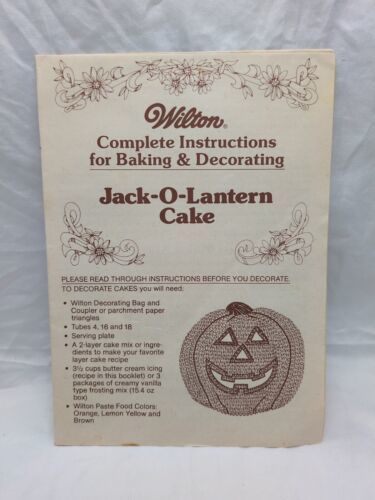 Wilton®
Complete Instructions
for Baking & Decorating
Jack-O-Lantern
Cake
PLEASE READ THROUGH INSTRUCTIONS BEFORE YOU DECORATE.
TO DECORATE CAKES you will need:
• Wilton Decorating Bag and
Coupler or parchment paper
triangles
• Tubes 4, 16 and 18
• Serving plate
• A 2-layer cake mix or ingre-
dients to make your favorite
layer cake recipe
• 3½ cups butter cream icing
(recipe in this booklet) or 3
packages of creamy vanilla
type frosting mix (15.4 oz
box)
• Wilton Paste Food Colors:
Orange, Lemon Yellow and
Brown